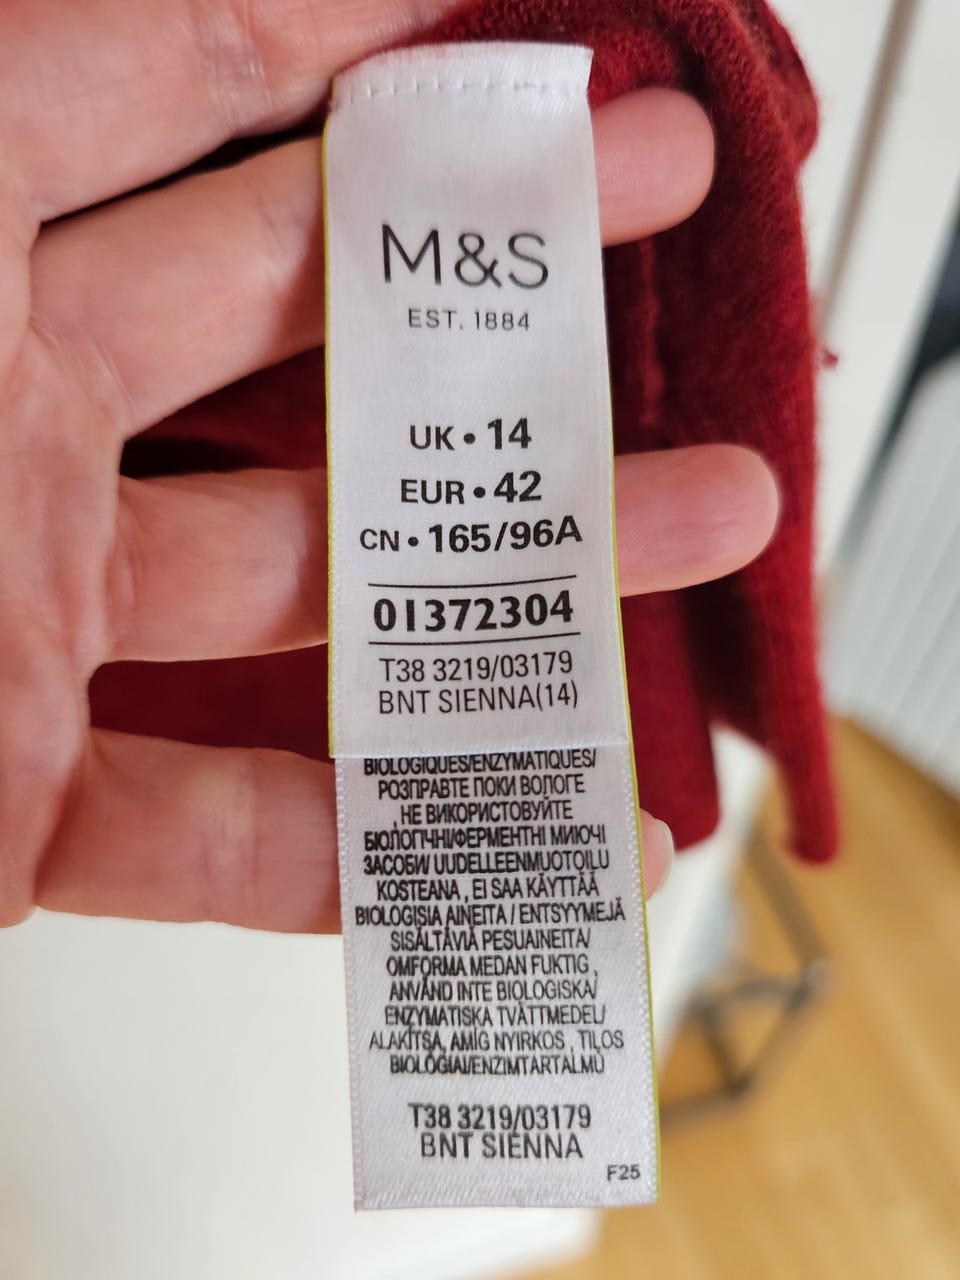 M&S
EST. 1884
UK • 14
EUR • 42
CN • 165/96A
01372304
T38 3219/03179
BNT SIENNA(14)
BIOLOGIQUES/ENZYMATIQUES/
РОЗПРАВТЕ ПОКИ ВОЛОГЕ
,НЕ ВИКОРИСТОВУЙТЕ
БІОЛОГІЧНІ/ФЕРМЕНТНІ МИЮЧІ
ЗАСОБИ/ UUDELLEENMUOTOILU
KOSTEANA , EI SAA KÄYTTÄÄ
BIOLOGISIA AINEITA / ENTSYYMEJÄ
SISÄLTÄVIÄ PESUAINEITA/
OMFORMA MEDAN FUKTIG ,
ANVÄND INTE BIOLOGISKA/
ENZYMATISKA TVÄTTMEDEL/
ALAKÍTSA, AMÍG NYIRKOS , TILOS
BIOLÓGIAI/ENZIMTARTALMÚ
T38 3219/03179
BNT SIENNA
F25